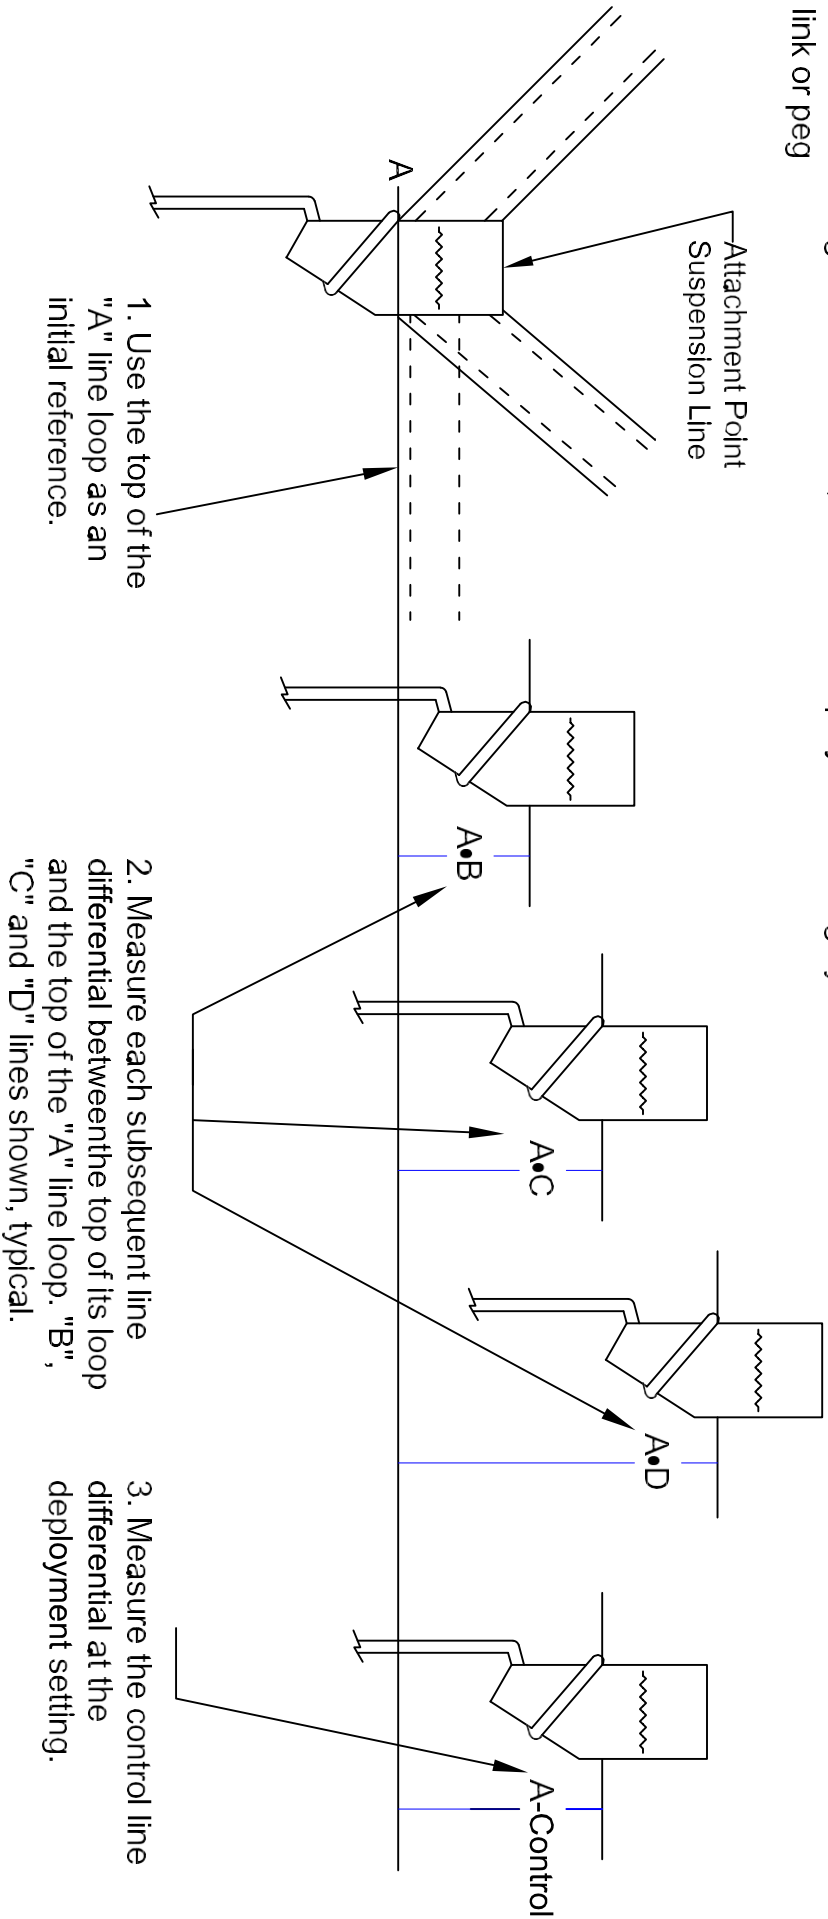 link or peg
Attachment Point
Suspension Line
A
1. Use the top of the
"A" line loop as an
initial reference.
A•B
2. Measure each subsequent line
differential betweenthe top of its loop
and the top of the "A" line loop. "B",
"C" and "D" lines shown, typical.
A•C
A•D
3. Measure the control line
differential at the
deployment setting.
A-Control